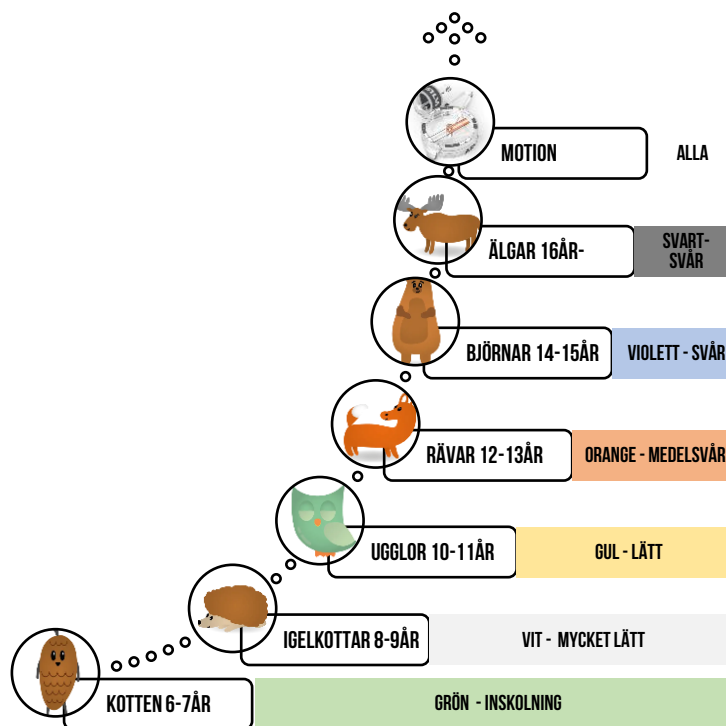 MOTION
ALLA
ÄLGAR 16ÅR-
SVART-
SVÅR
BJÖRNAR 14-15ÅR
VIOLETT - SVÅR
RÄVAR 12-13ÅR
ORANGE - MEDELSVÅR
UGGLOR 10-11ÅR
GUL - LÄTT
IGELKOTTAR 8-9ÅR
VIT - MYCKET LÄTT
KOTTEN 6-7ÅR
GRÖN - INSKOLNING